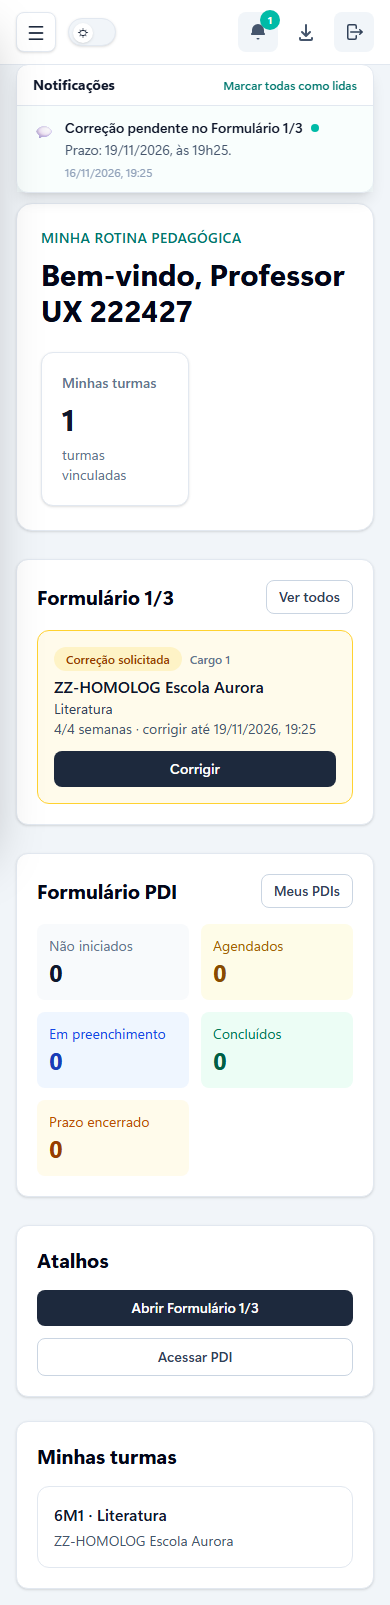 1
Notificações
Marcar todas como lidas
Correção pendente no Formulário 1/3
Prazo: 19/11/2026, às 19h25.
16/11/2026, 19:25
MINHA ROTINA PEDAGÓGICA
Bem-vindo, Professor
UX 222427
Minhas turmas
1
turmas
vinculadas
Formulário 1/3
Ver todos
Correção solicitada
Cargo 1
ZZ-HOMOLOG Escola Aurora
Literatura
4/4 semanas · corrigir até 19/11/2026, 19:25
Corrigir
Formulário PDI
Meus PDIs
Não iniciados
0
Agendados
0
Em preenchimento
0
Concluídos
0
Prazo encerrado
0
Atalhos
Abrir Formulário 1/3
Acessar PDI
Minhas turmas
6M1 · Literatura
ZZ-HOMOLOG Escola Aurora